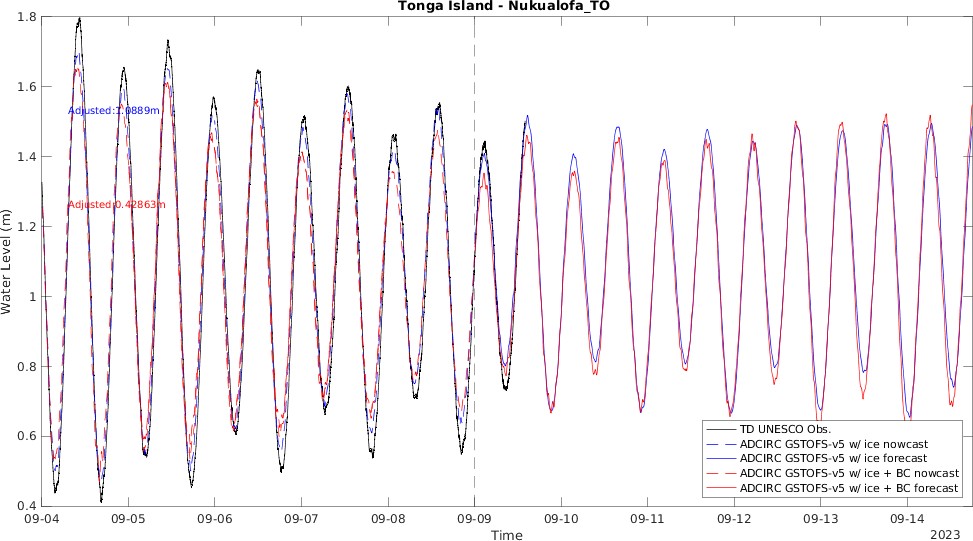 Tonga Island - Nukualofa_TO
1.8
1.6
1.4
1.2
1
0.8
0.6
0.4
Water Level (m)
Adjusted:1.0889m
Adjusted:0.42863m
TD UNESCO Obs.
ADCIRC GSTOFS-v5 w/ ice nowcast
ADCIRC GSTOFS-v5 w/ ice forecast
ADCIRC GSTOFS-v5 w/ ice + BC nowcast
ADCIRC GSTOFS-v5 w/ ice + BC forecast
09-04 09-05 09-06 09-07 09-08 09-09 09-10 09-11 09-12 09-13 09-14
Time
2023